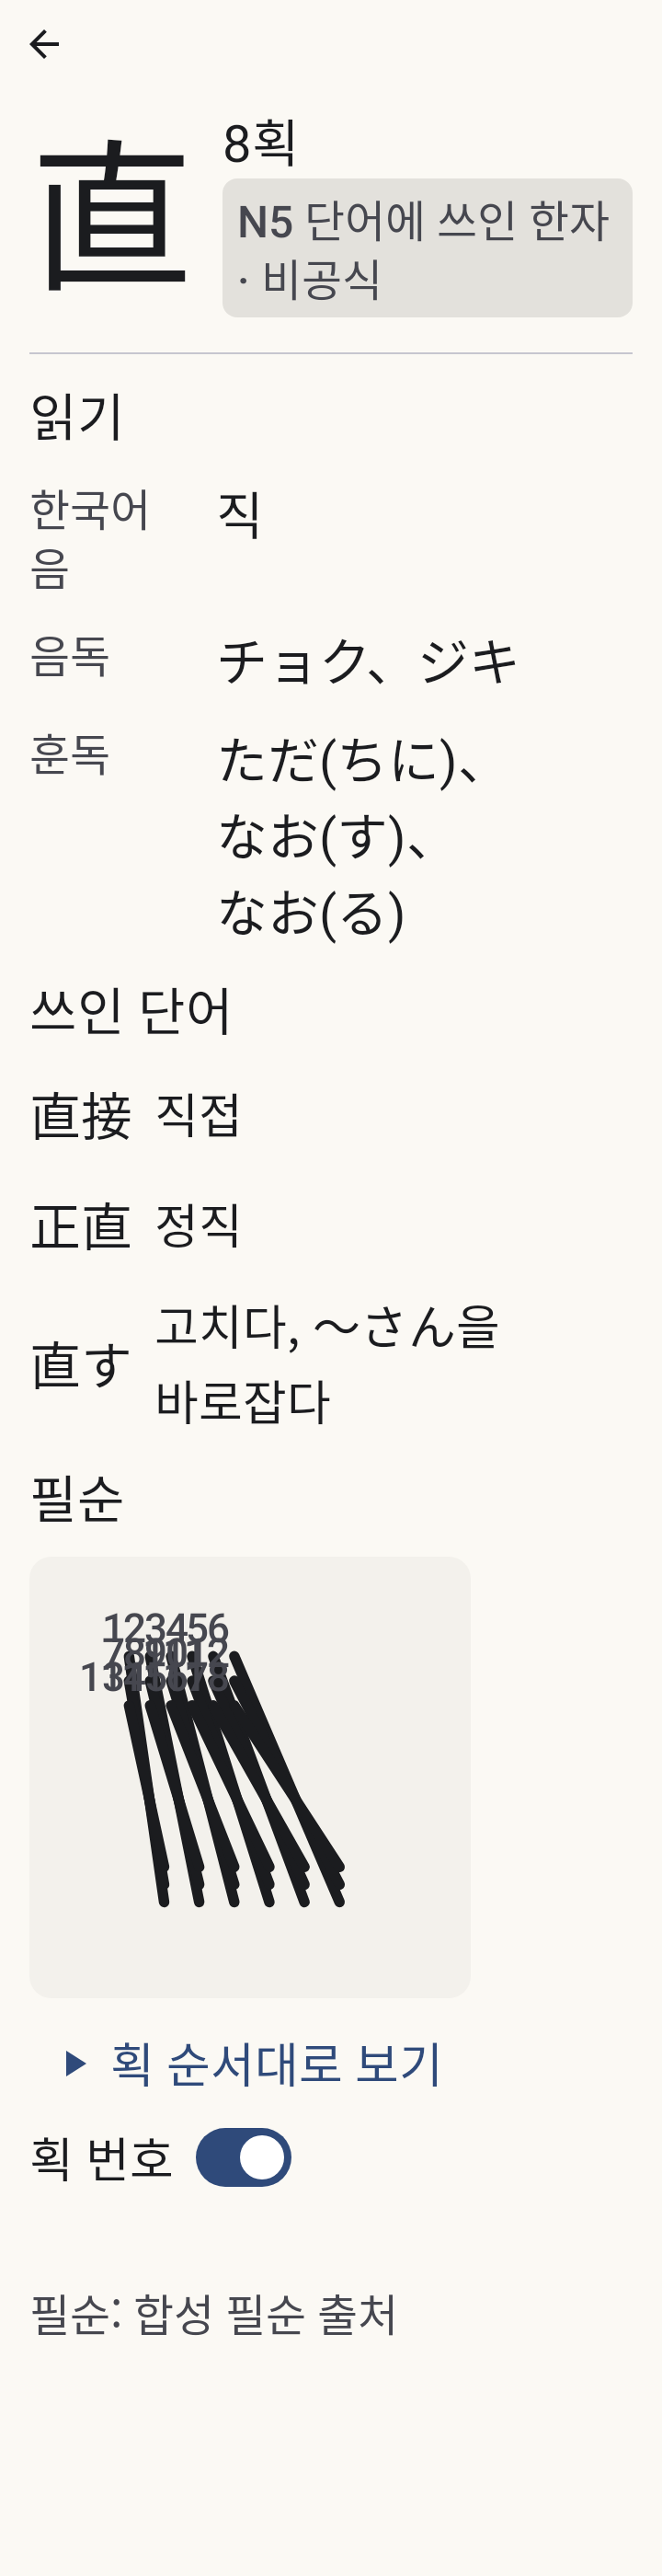 直
8획
N5 단어에 쓰인 한자
· 비공식
읽기
한국어
음
직
음독
チョク、ジキ
훈독
ただ(ちに)、
なお(す)、
なお(る)
쓰인 단어
直接 직접
正直 정직
直す
고치다, ～さん을
바로잡다
필순
123456
획 순서대로 보기
획 번호
필순: 합성 필순 출처